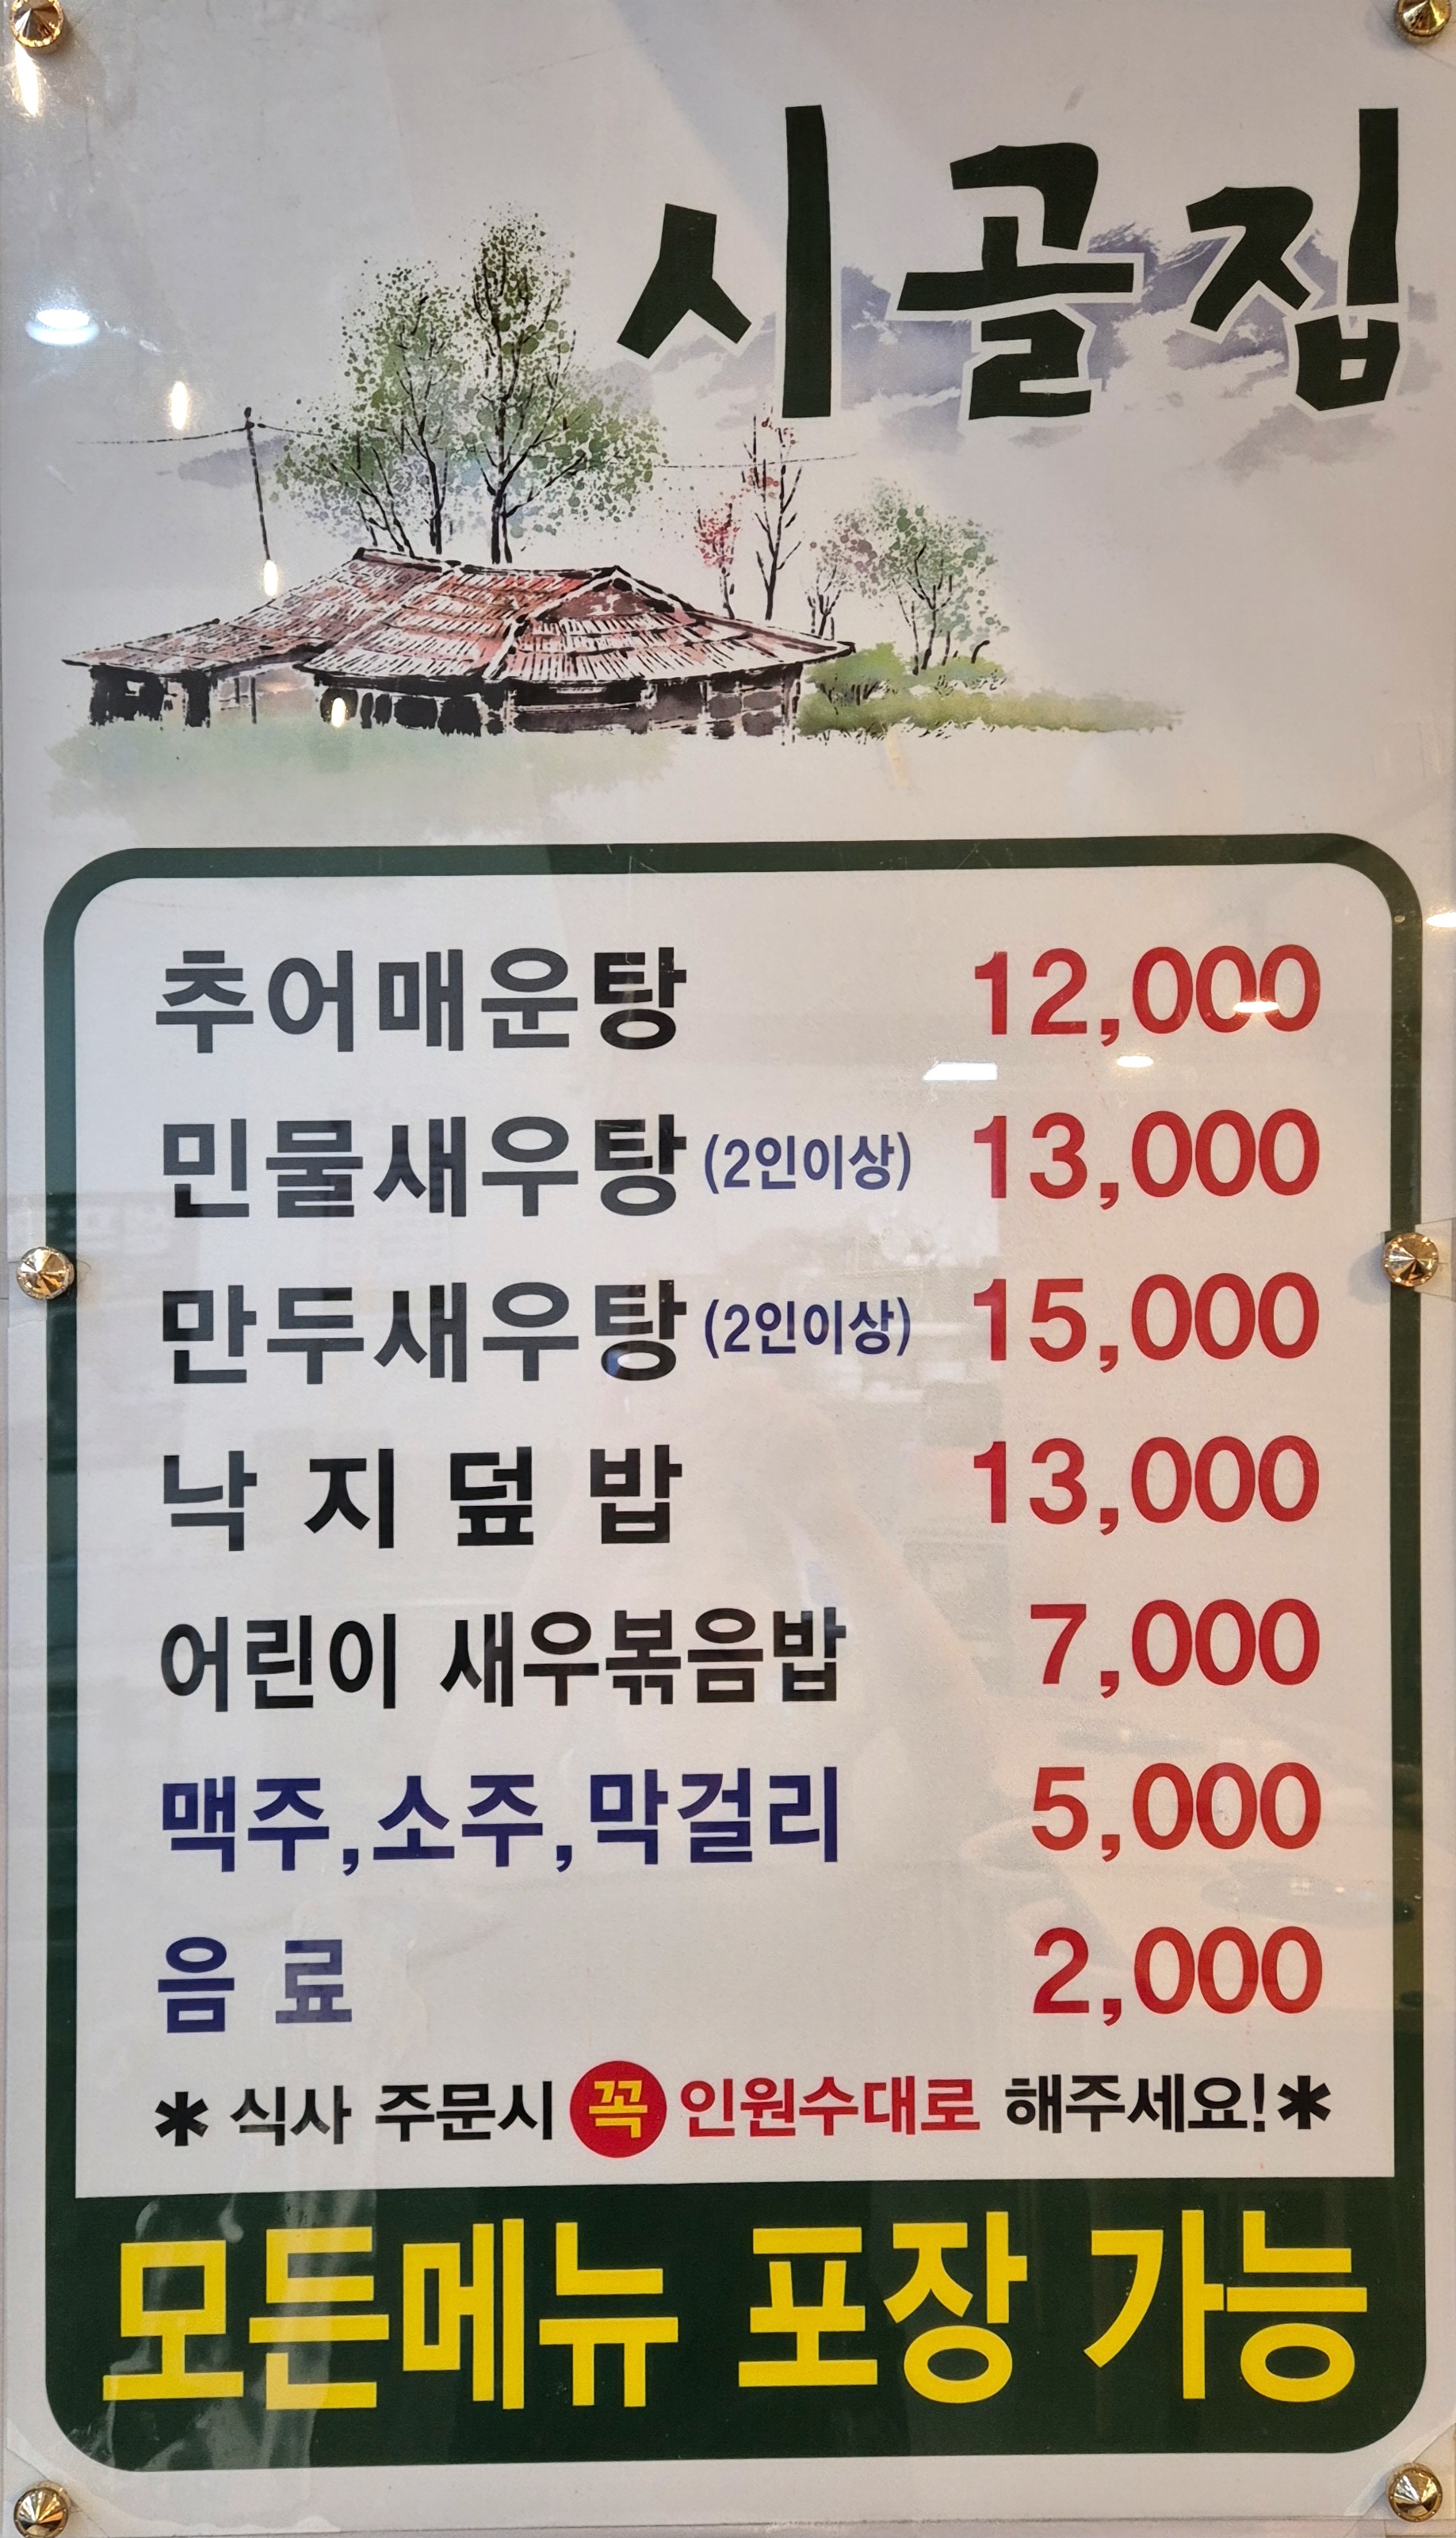 시골집
추어매운탕 12,000
민물새우탕 (2인이상) 13,000
만두새우탕 (2인이상) 15,000
낙지덮밥 13,000
어린이 새우볶음밥 7,000
맥주,소주,막걸리 5,000
음료 2,000
* 식사 주문시 꼭 인원수대로 해주세요!*
모든메뉴 포장 가능